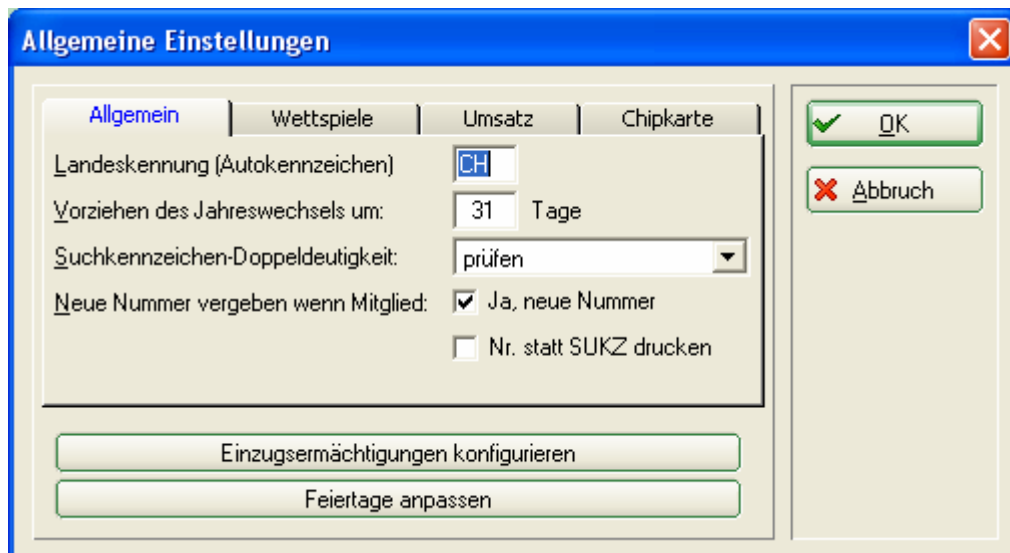 Allgemeine Einstellungen
Allgemein Wettspiele Umsatz Chipkarte
Landeskennung (Autokennzeichen) CH
Vorziehen des Jahreswechsels um: 31 Tage
Suchkennzeichen-Doppeldeutigkeit: prüfen
Neue Nummer vergeben wenn Mitglied: Ja, neue Nummer
Nr. statt SUKZ drucken
Einzugsermächtigungen konfigurieren
Feiertage anpassen
OK
Abbruch